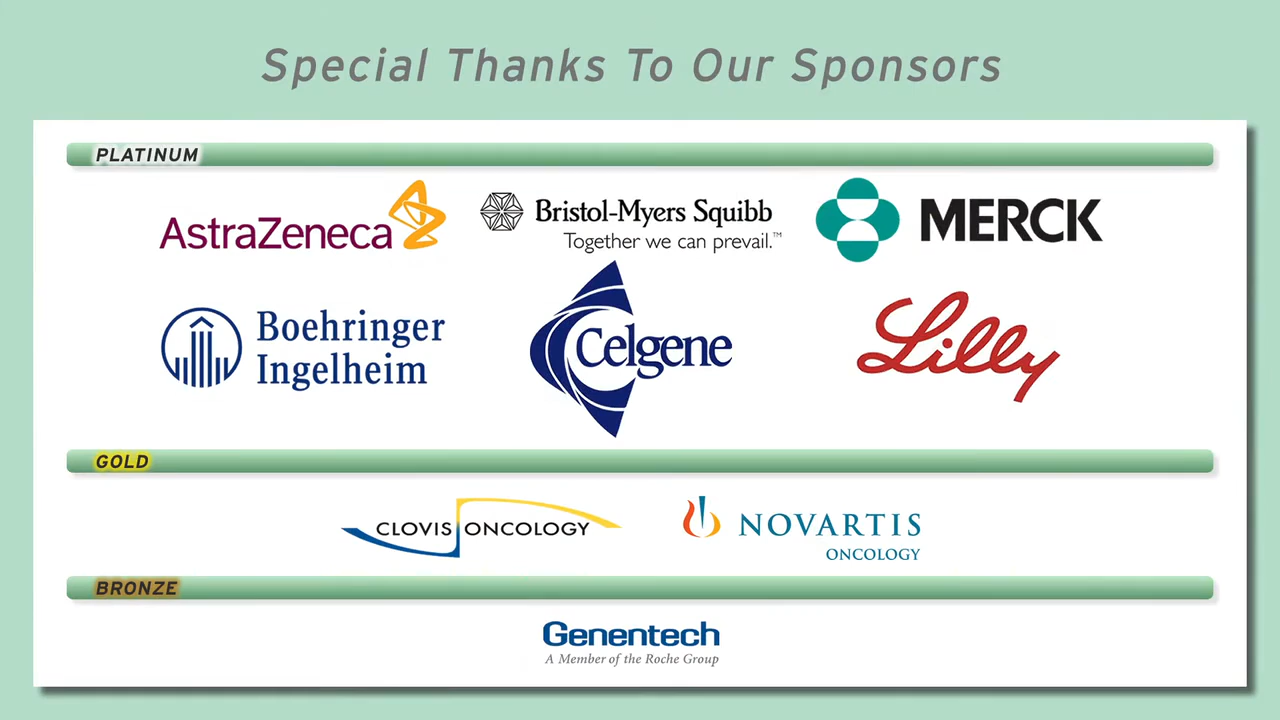 Special Thanks To Our Sponsors
PLATINUM
AstraZeneca
Bristol-Myers Squibb
Together we can prevail.™
MERCK
Boehringer
Ingelheim
Celgene
Lilly
GOLD
CLOVIS ONCOLOGY
NOVARTIS
ONCOLOGY
BRONZE
Genentech
A Member of the Roche Group